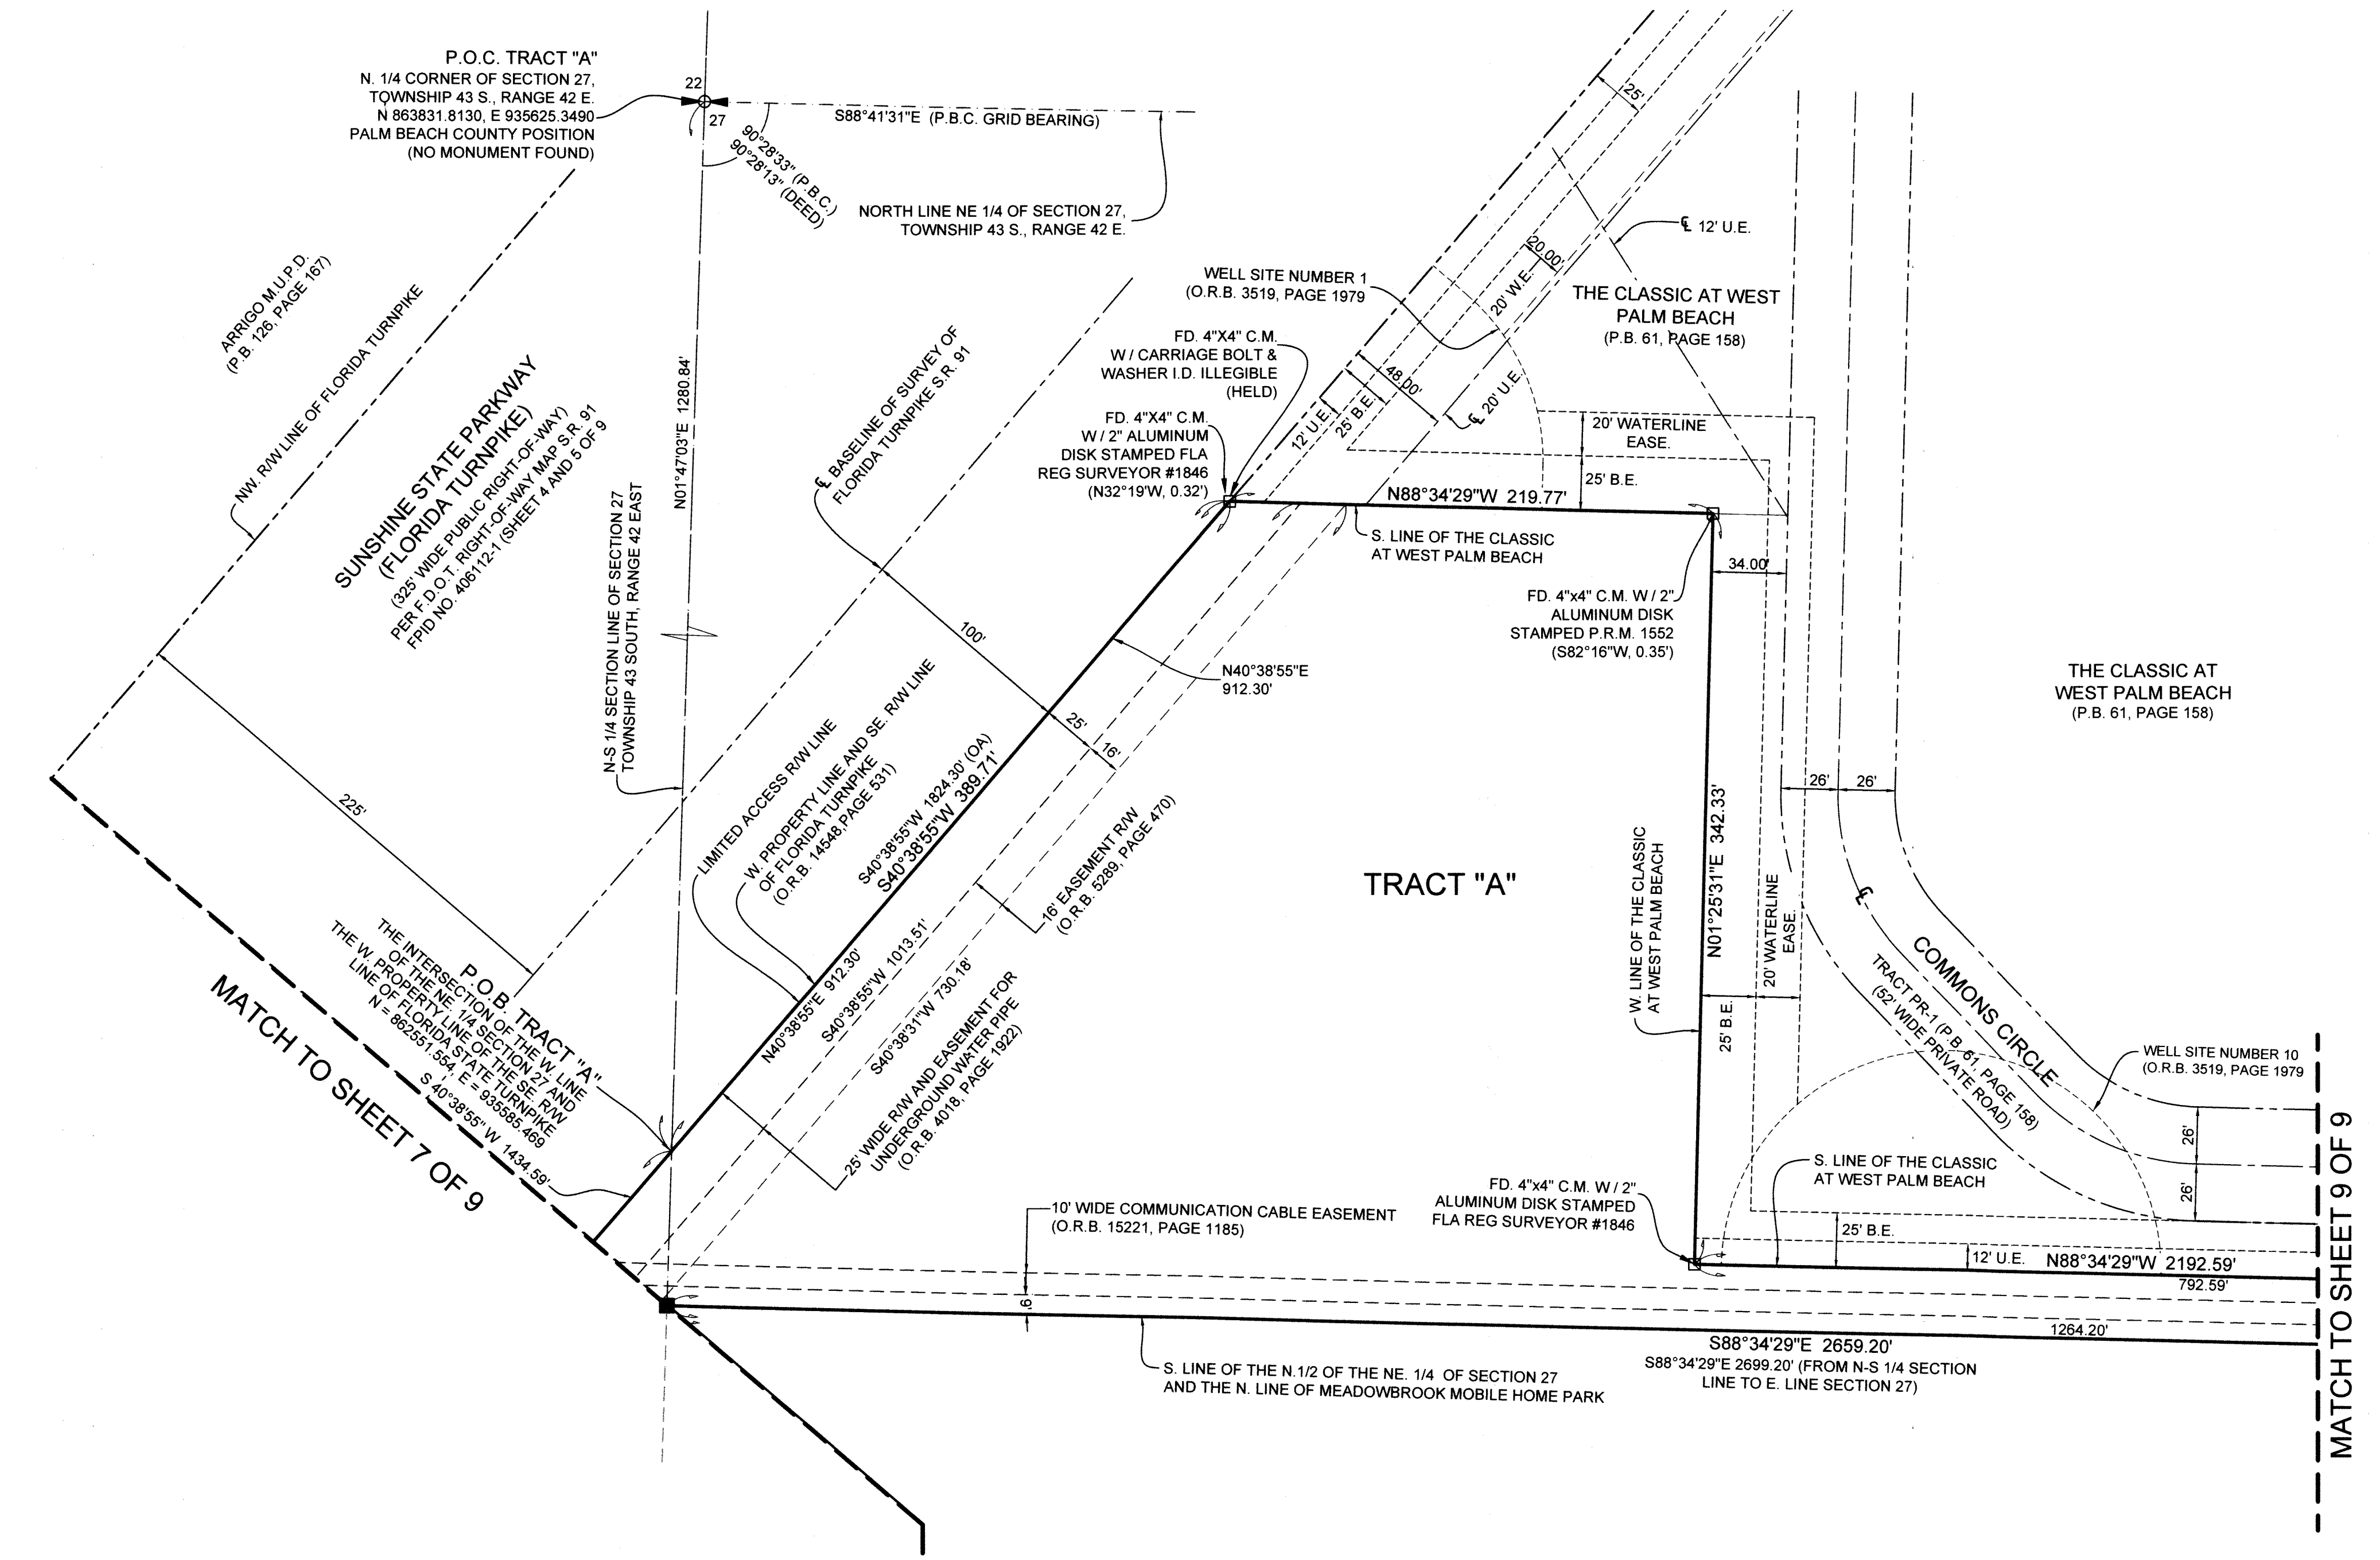 P.O.C. TRACT "A"
N. 1/4 CORNER OF SECTION 27,
TOWNSHIP 43 S., RANGE 42 E.
N 863831.8130, E 935625.3490
PALM BEACH COUNTY POSITION
(NO MONUMENT FOUND)
22
27
S88°41'31"E (P.B.C. GRID BEARING)
90°28'33" (P.B.C.)
90°28'13" (DEED)
NORTH LINE NE 1/4 OF SECTION 27,
TOWNSHIP 43 S., RANGE 42 E.
25'
℄ 12' U.E.
20.00'
20' W.E.
WELL SITE NUMBER 1
(O.R.B. 3519, PAGE 1979
THE CLASSIC AT WEST
PALM BEACH
(P.B. 61, PAGE 158)
ARRIGO M.U.P.D.
(P.B. 126, PAGE 167)
NW. R/W LINE OF FLORIDA TURNPIKE
SUNSHINE STATE PARKWAY
(FLORIDA TURNPIKE)
(325' WIDE PUBLIC RIGHT-OF-WAY)
PER F.D.O.T. RIGHT-OF-WAY MAP S.R. 91
FPID NO. 406112-1 (SHEET 4 AND 5 OF 9
N01°47'03"E 1280.84'
N-S 1/4 SECTION LINE OF SECTION 27
TOWNSHIP 43 SOUTH, RANGE 42 EAST
℄ BASELINE OF SURVEY OF
FLORIDA TURNPIKE S.R. 91
FD. 4"X4" C.M.
W / CARRIAGE BOLT &
WASHER I.D. ILLEGIBLE
(HELD)
FD. 4"X4" C.M.
W / 2" ALUMINUM
DISK STAMPED FLA
REG SURVEYOR #1846
(N32°19'W, 0.32')
12' U.E.
25' B.E.
48.00'
℄ 20' U.E.
20' WATERLINE
EASE.
25' B.E.
N88°34'29"W 219.77'
S. LINE OF THE CLASSIC
AT WEST PALM BEACH
34.00'
FD. 4"x4" C.M. W / 2"
ALUMINUM DISK
STAMPED P.R.M. 1552
(S82°16"W, 0.35')
100'
N40°38'55"E
912.30'
THE CLASSIC AT
WEST PALM BEACH
(P.B. 61, PAGE 158)
25'
16'
225'
LIMITED ACCESS R/W LINE
W. PROPERTY LINE AND SE. R/W LINE
OF FLORIDA TURNPIKE
(O.R.B. 14548,PAGE 531)
S40°38'55"W 1824.30' (OA)
S40°38'55"W 389.71'
26'
26'
N01°25'31"E 342.33'
W. LINE OF THE CLASSIC
AT WEST PALM BEACH
TRACT "A"
16' EASEMENT R/W
(O.R.B. 5289, PAGE 470)
20' WATERLINE
EASE.
25' B.E.
℄
COMMONS CIRCLE
TRACT PR-1 (P.B. 61, PAGE 158)
(52' WIDE PRIVATE ROAD)
N40°38'55"E 912.30'
S40°38'55"W 1013.51'
S40°38'31"W 730.18'
P.O.B. TRACT "A"
THE INTERSECTION OF THE W. LINE
OF THE NE. 1/4 SECTION 27 AND
THE W. PROPERTY LINE OF THE SE. R/W
LINE OF FLORIDA STATE TURNPIKE
N = 862551.554, E = 935585.469
S 40°38'55" W 1434.59'
MATCH TO SHEET 7 OF 9
25' WIDE R/W AND EASEMENT FOR
UNDERGROUND WATER PIPE
(O.R.B. 4018, PAGE 1922)
WELL SITE NUMBER 10
(O.R.B. 3519, PAGE 1979
26'
26'
S. LINE OF THE CLASSIC
AT WEST PALM BEACH
FD. 4"x4" C.M. W / 2"
ALUMINUM DISK STAMPED
FLA REG SURVEYOR #1846
10' WIDE COMMUNICATION CABLE EASEMENT
(O.R.B. 15221, PAGE 1185)
25' B.E.
12' U.E.
N88°34'29"W 2192.59'
792.59'
1264.20'
S88°34'29"E 2659.20'
S88°34'29"E 2699.20' (FROM N-S 1/4 SECTION
LINE TO E. LINE SECTION 27)
S. LINE OF THE N.1/2 OF THE NE. 1/4 OF SECTION 27
AND THE N. LINE OF MEADOWBROOK MOBILE HOME PARK
MATCH TO SHEET 9 OF 9